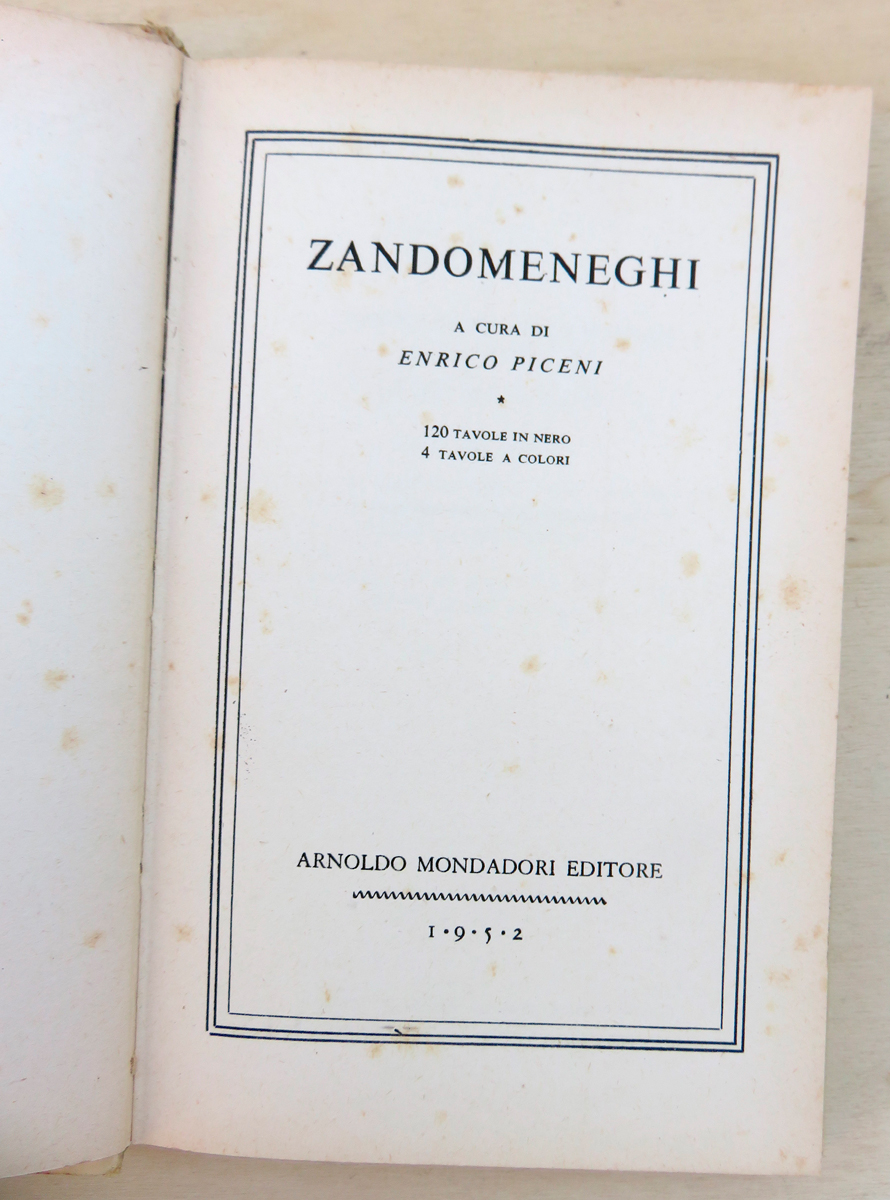 ZANDOMENEGHI
A CURA DI
ENRICO PICENI
*
120 TAVOLE IN NERO
4 TAVOLE A COLORI
ARNOLDO MONDADORI EDITORE
1•9•5•2